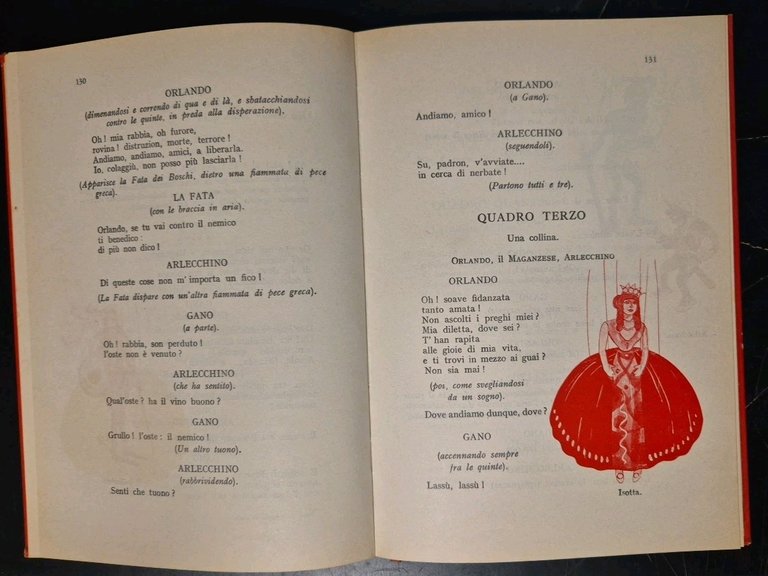 130
ORLANDO
(dimenandosi e correndo di qua e di là, e sbatacchiandosi
contro le quinte, in preda alla disperazione).
Oh! mia rabbia, oh furore,
rovina! distruzion, morte, terrore!
Andiamo, andiamo, amici, a liberarla.
Io, colaggiù, non posso più lasciarla!
(Apparisce la Fata dei Boschi, dietro una fiammata di pece
greca).
LA FATA
(con le braccia in aria).
Orlando, se tu vai contro il nemico
ti benedico:
di più non dico!
ARLECCHINO
Di queste cose non m'importa un fico!
(La Fata dispare con un'altra fiammata di pece greca).
GANO
(a parte).
Oh! rabbia, son perduto!
l'oste non è venuto?
ARLECCHINO
(che ha sentito).
Qual'oste? ha il vino buono?
GANO
Grullo! l'oste: il nemico!
(Un altro tuono).
ARLECCHINO
(rabbrividendo).
Senti che tuono?
131
ORLANDO
(a Gano).
Andiamo, amico!
ARLECCHINO
(seguendoli).
Su, padron, v'avviate....
in cerca di nerbate!
(Partono tutti e tre).
QUADRO TERZO
Una collina.
ORLANDO, il MAGANZESE, ARLECCHINO
ORLANDO
Oh! soave fidanzata
tanto amata!
Non ascolti i preghi miei?
Mia diletta, dove sei?
T'han rapita
alle gioie di mia vita,
e ti trovi in mezzo ai guai?
Non sia mai!
(poi, come svegliandosi
da un sogno).
Dove andiamo dunque, dove?
GANO
(accennando sempre
fra le quinte).
Lassù, lassù!
Isotta.